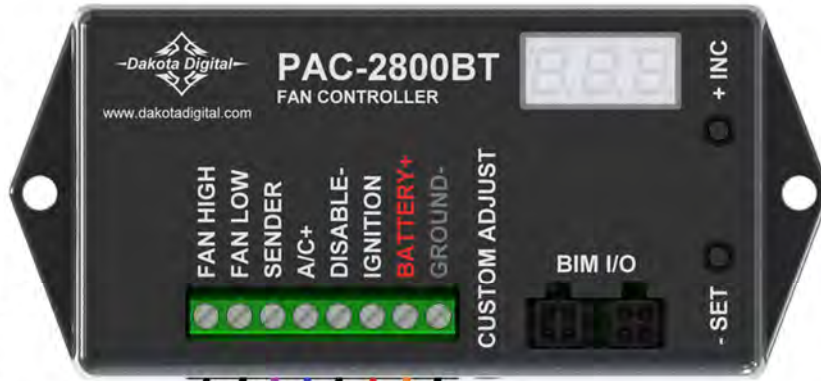 Dakota Digital
www.dakotadigital.com
PAC-2800BT
FAN CONTROLLER
+ INC
- SET
FAN HIGH
FAN LOW
SENDER
A/C+
DISABLE-
IGNITION
BATTERY+
GROUND-
CUSTOM ADJUST
BIM I/O